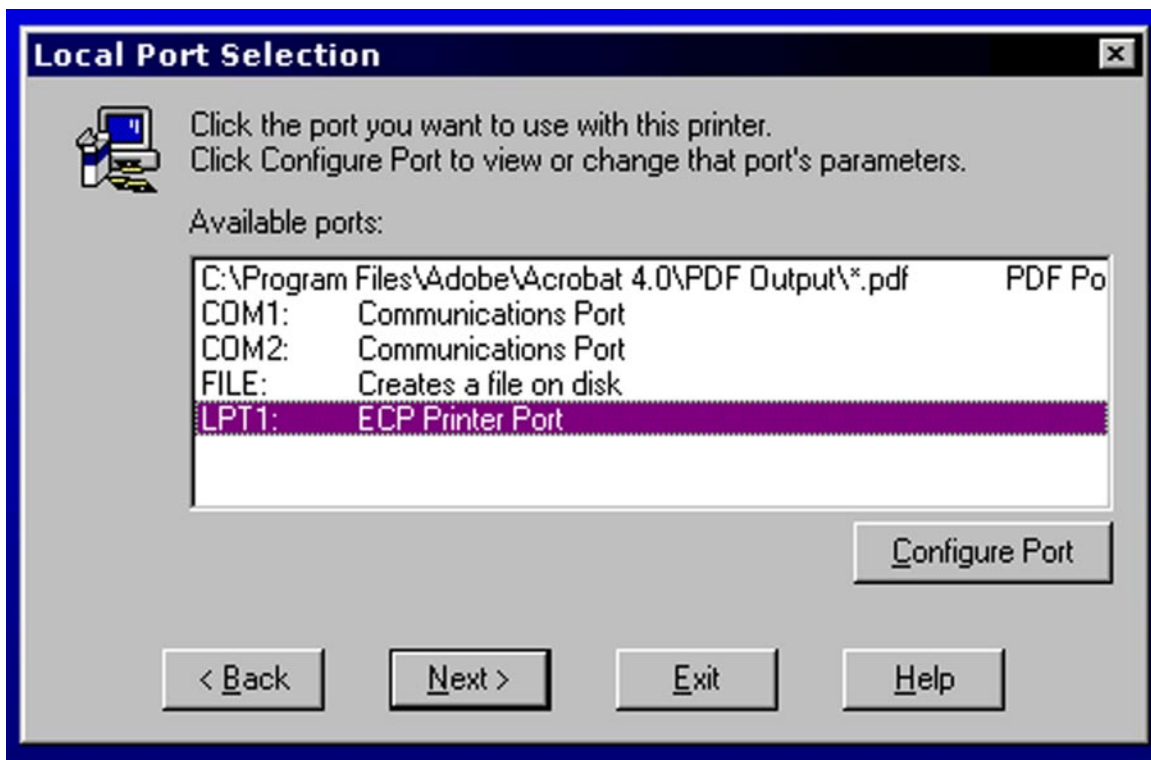 Local Port Selection
Click the port you want to use with this printer.
Click Configure Port to view or change that port's parameters.
Available ports:
C:\Program Files\Adobe\Acrobat 4.0\PDF Output\*.pdf PDF Po
COM1: Communications Port
COM2: Communications Port
FILE: Creates a file on disk
LPT1: ECP Printer Port
Configure Port
< Back Next > Exit Help